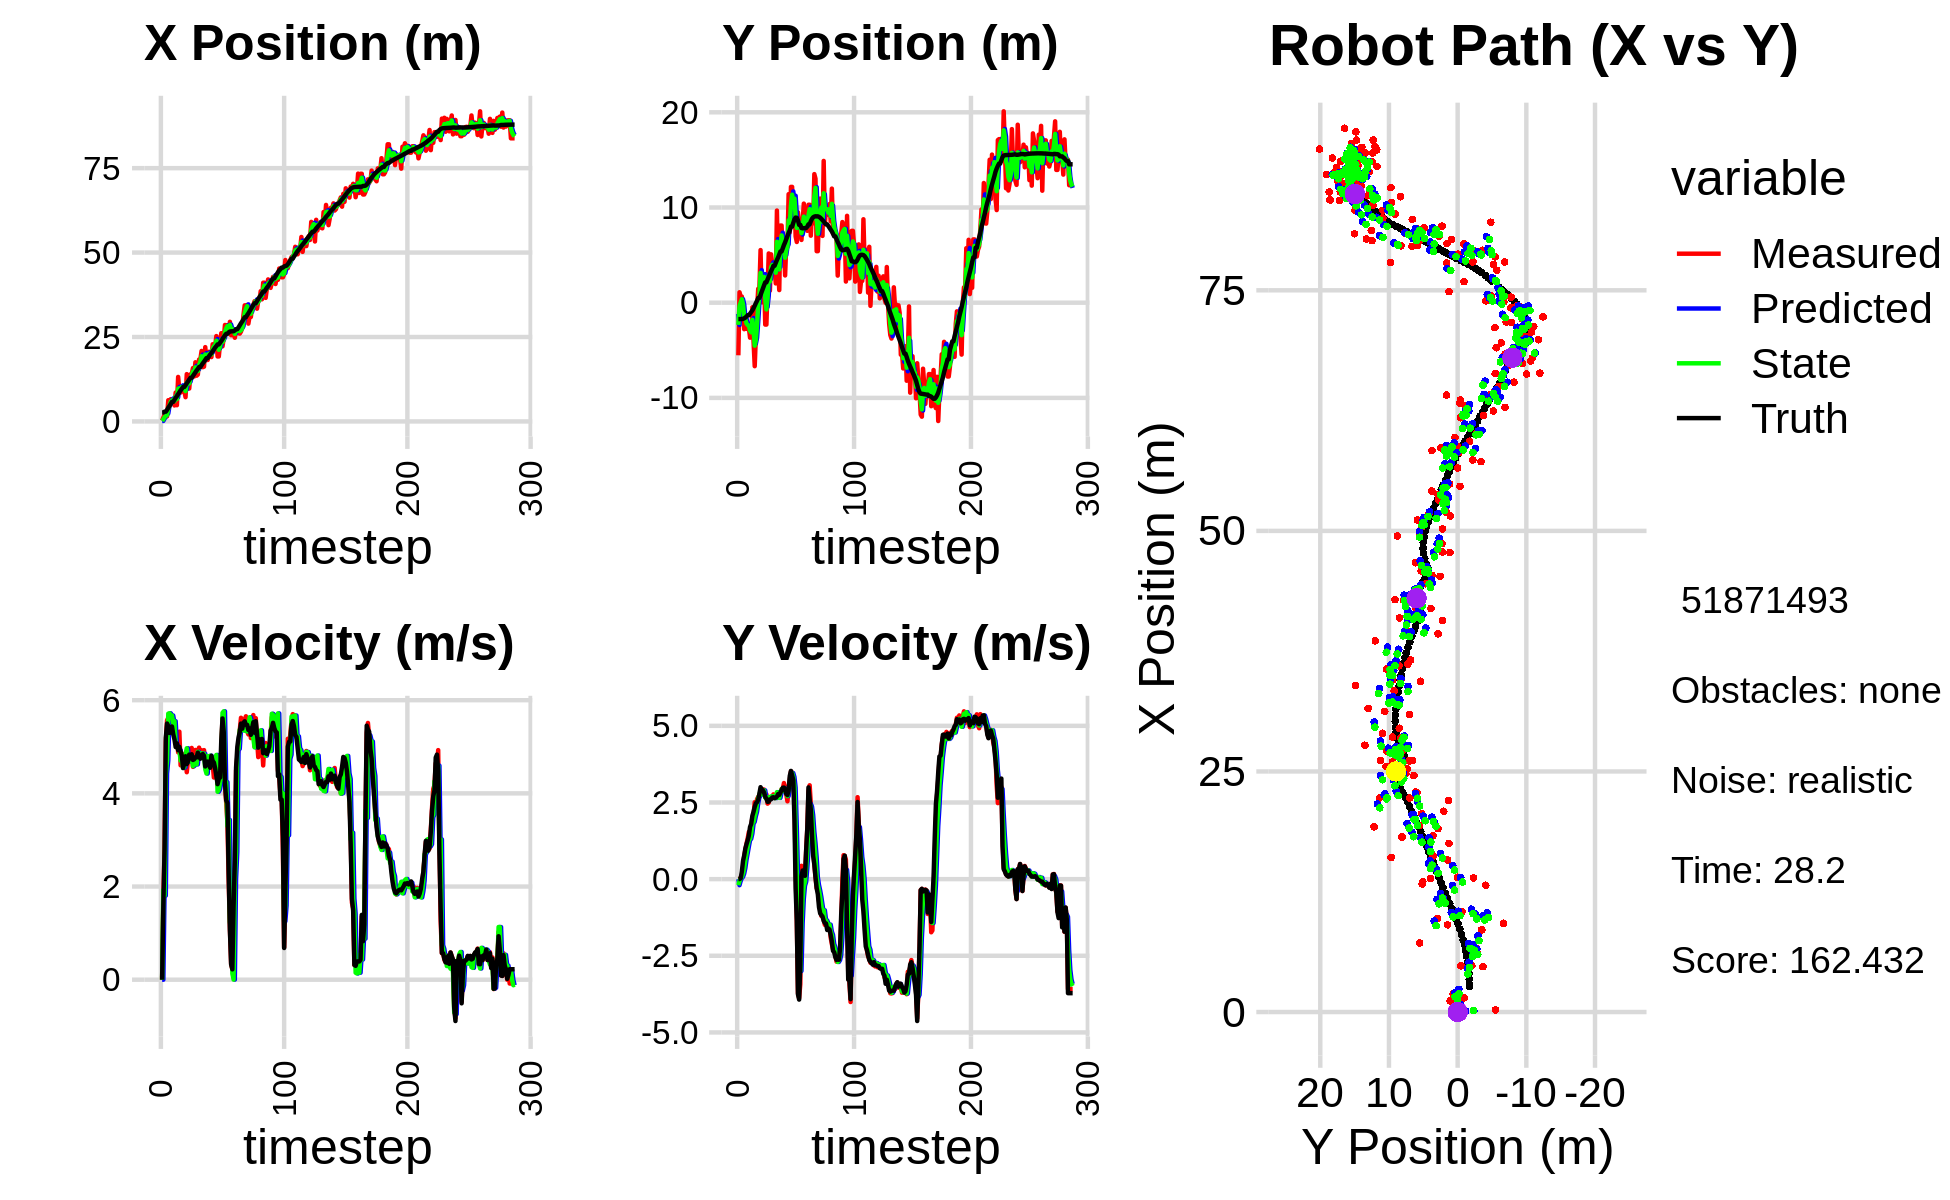 X Position (m)
75
50
25
0
0
100
200
300
timestep
Y Position (m)
20
10
0
-10
0
100
200
300
timestep
X Velocity (m/s)
6
4
2
0
0
100
200
300
timestep
Y Velocity (m/s)
5.0
2.5
0.0
-2.5
-5.0
0
100
200
300
timestep
Robot Path (X vs Y)
X Position (m)
75
50
25
0
20 10 0 -10 -20
Y Position (m)
variable
Measured
Predicted
State
Truth
51871493
Obstacles: none
Noise: realistic
Time: 28.2
Score: 162.432